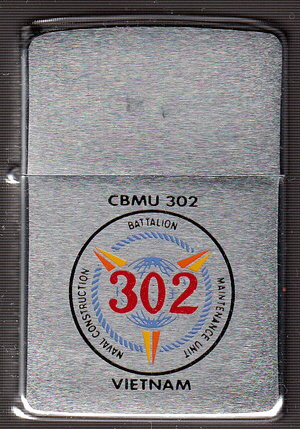 CBMU 302
NAVAL CONSTRUCTION
BATTALION
MAINTENANCE UNIT
302
VIETNAM